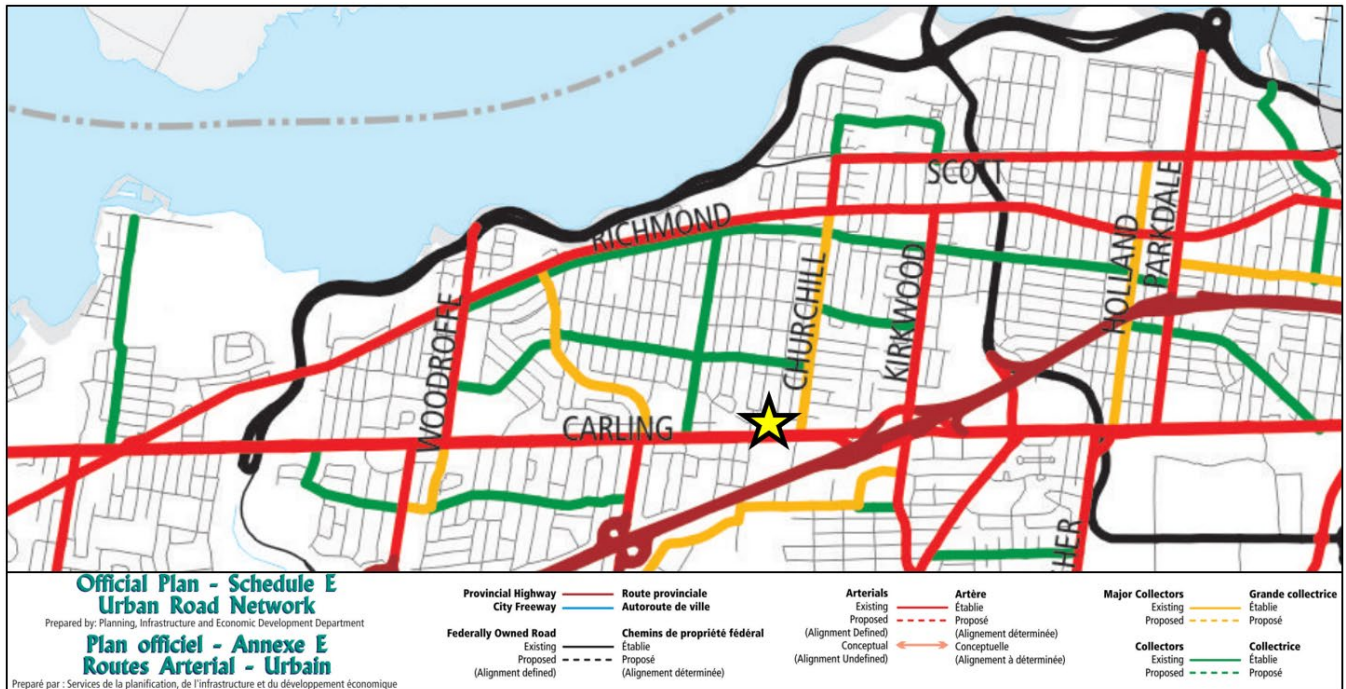 SCOTT
RICHMOND
PARKDALE
HOLLAND
CHURCHILL
KIRKWOOD
WOODROFFE
CARLING
HER
Official Plan - Schedule E
Urban Road Network
Prepared by: Planning, Infrastructure and Economic Development Department
Plan officiel - Annexe E
Routes Arterial - Urbain
Preparé par : Services de la planification, de l'infrastructure et du développement économique
Provincial Highway Route provinciale
City Freeway Autoroute de ville
Federally Owned Road Chemins de propriété fédéral
Existing Établie
Proposed Proposé
(Alignment defined) (Alignement déterminée)
Arterials Artère
Existing Établie
Proposed Proposé
(Alignment Defined) (Alignement déterminée)
Conceptual Conceptuelle
(Alignment Undefined) (Alignement à déterminée)
Major Collectors Grande collectrice
Existing Établie
Proposed Proposé
Collectors Collectrice
Existing Établie
Proposed Proposé